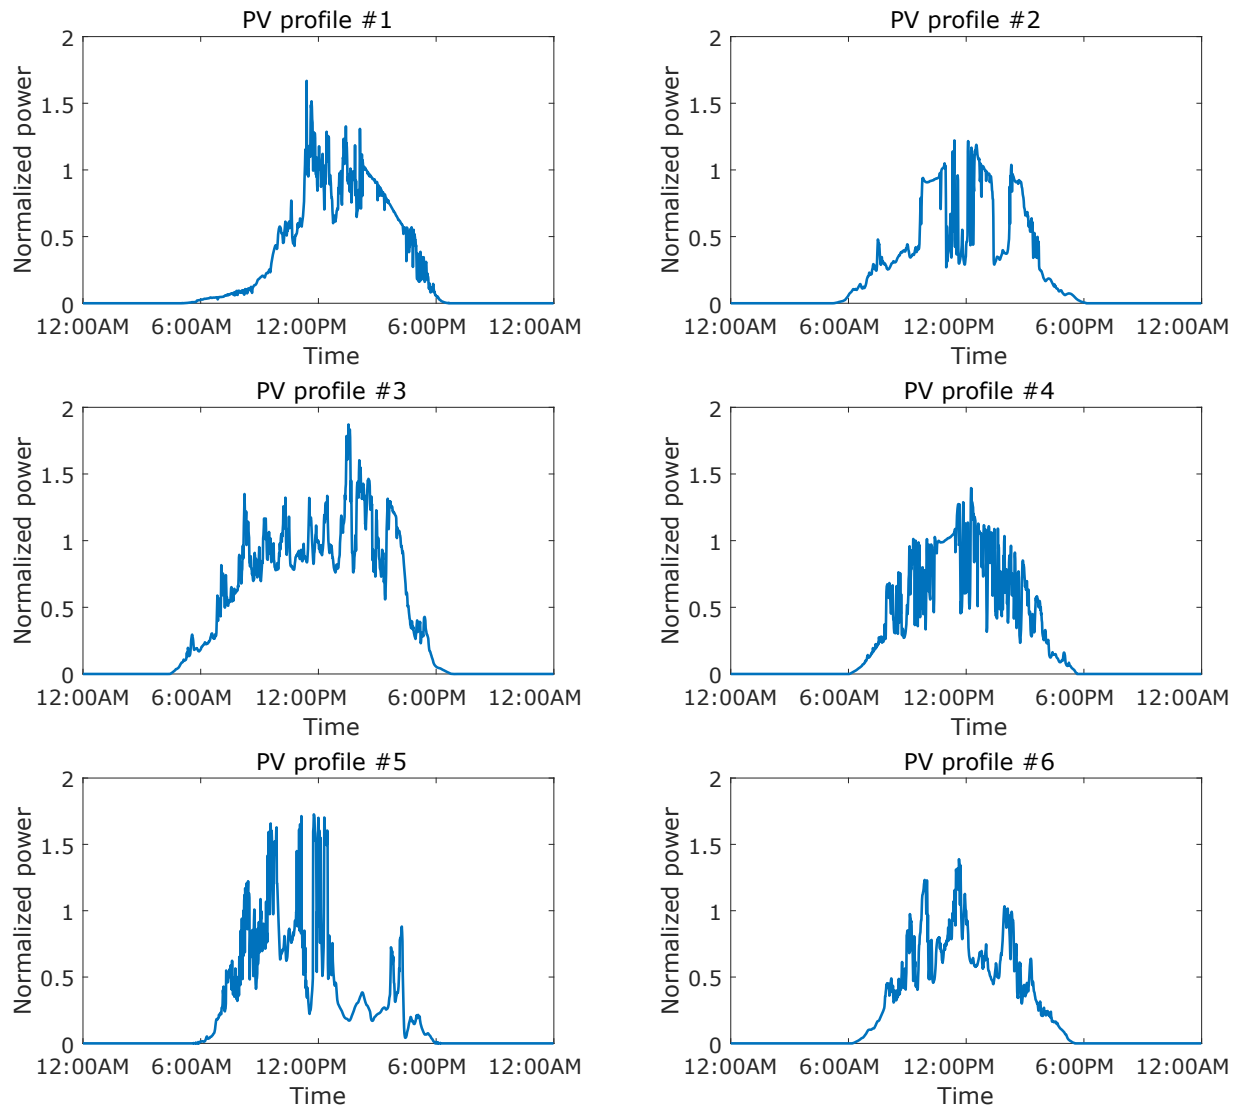 PV profile #1
2
1.5
1
0.5
0
Normalized power
12:00AM 6:00AM 12:00PM 6:00PM 12:00AM
Time
PV profile #2
2
1.5
1
0.5
0
Normalized power
12:00AM 6:00AM 12:00PM 6:00PM 12:00AM
Time
PV profile #3
2
1.5
1
0.5
0
Normalized power
12:00AM 6:00AM 12:00PM 6:00PM 12:00AM
Time
PV profile #4
2
1.5
1
0.5
0
Normalized power
12:00AM 6:00AM 12:00PM 6:00PM 12:00AM
Time
PV profile #5
2
1.5
1
0.5
0
Normalized power
12:00AM 6:00AM 12:00PM 6:00PM 12:00AM
Time
PV profile #6
2
1.5
1
0.5
0
Normalized power
12:00AM 6:00AM 12:00PM 6:00PM 12:00AM
Time